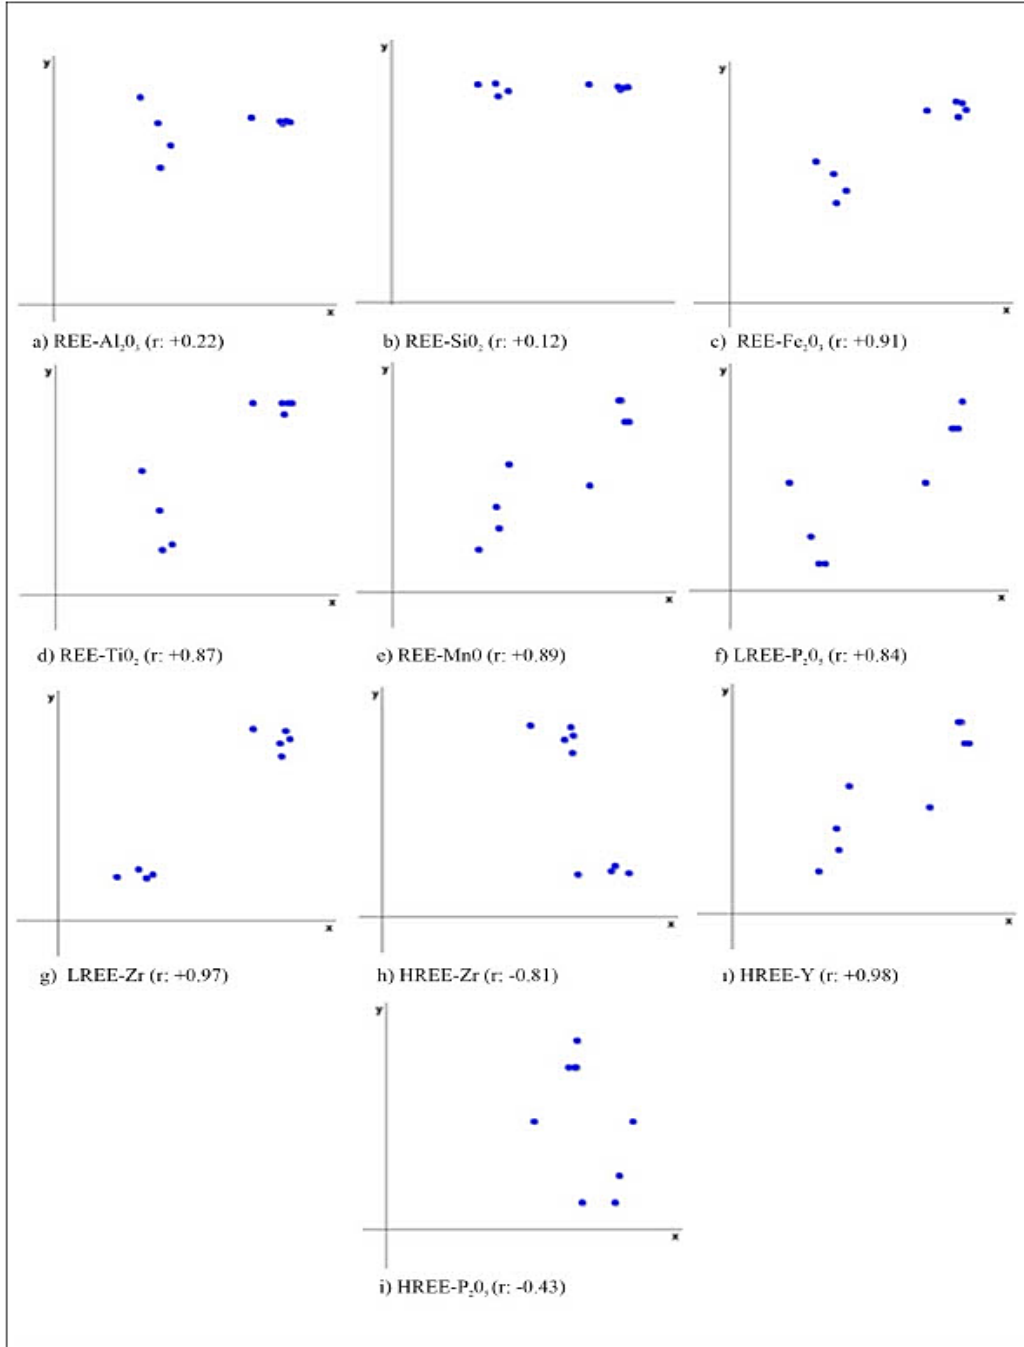 y y y
x x
a) REE-Al₂0₃ (r: +0.22) b) REE-Si0₂ (r: +0.12) c) REE-Fe₂0₃ (r: +0.91)
y y y
x x x
d) REE-Ti0₂ (r: +0.87) e) REE-Mn0 (r: +0.89) f) LREE-P₂0₅ (r: +0.84)
y y y
x x x
g) LREE-Zr (r: +0.97) h) HREE-Zr (r: -0.81) ı) HREE-Y (r: +0.98)
y
x
i) HREE-P₂0₅ (r: -0.43)